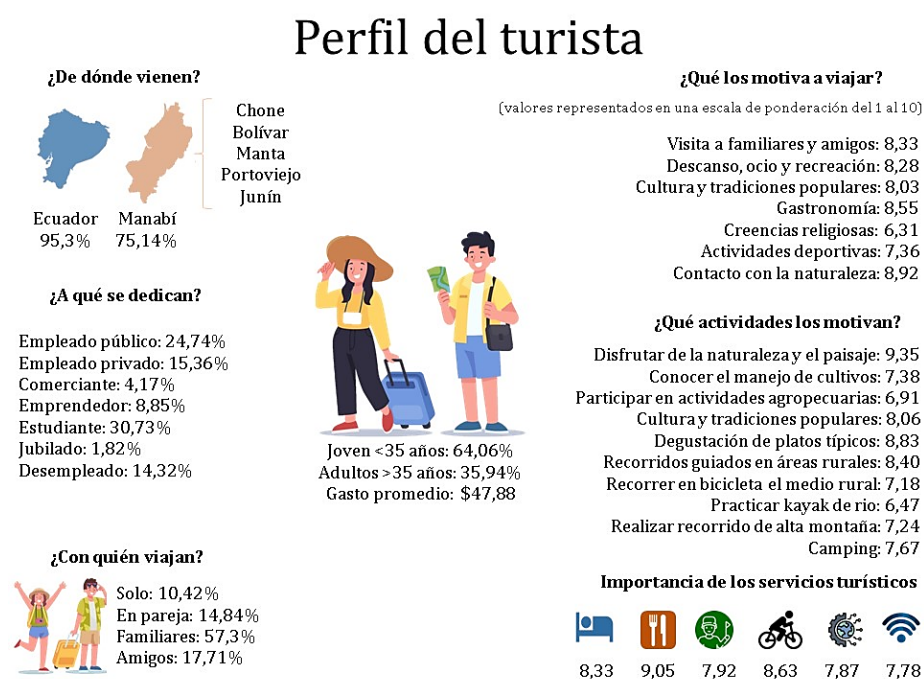 Perfil del turista
¿De dónde vienen?
Chone
Bolívar
Manta
Portoviejo
Junín
Ecuador
95,3%
Manabí
75,14%
¿A qué se dedican?
Empleado público: 24,74%
Empleado privado: 15,36%
Comerciante: 4,17%
Emprendedor: 8,85%
Estudiante: 30,73%
Jubilado: 1,82%
Desempleado: 14,32%
¿Con quién viajan?
Solo: 10,42%
En pareja: 14,84%
Familiares: 57,3%
Amigos: 17,71%
Joven <35 años: 64,06%
Adultos >35 años: 35,94%
Gasto promedio: $47,88
¿Qué los motiva a viajar?
(valores representados en una escala de ponderación del 1 al 10)
Visita a familiares y amigos: 8,33
Descanso, ocio y recreación: 8,28
Cultura y tradiciones populares: 8,03
Gastronomía: 8,55
Creencias religiosas: 6,31
Actividades deportivas: 7,36
Contacto con la naturaleza: 8,92
¿Qué actividades los motivan?
Disfrutar de la naturaleza y el paisaje: 9,35
Conocer el manejo de cultivos: 7,38
Participar en actividades agropecuarias: 6,91
Cultura y tradiciones populares: 8,06
Degustación de platos típicos: 8,83
Recorridos guiados en áreas rurales: 8,40
Recorrer en bicicleta el medio rural: 7,18
Practicar kayak de rio: 6,47
Realizar recorrido de alta montaña: 7,24
Camping: 7,67
Importancia de los servicios turísticos
8,33 9,05 7,92 8,63 7,87 7,78